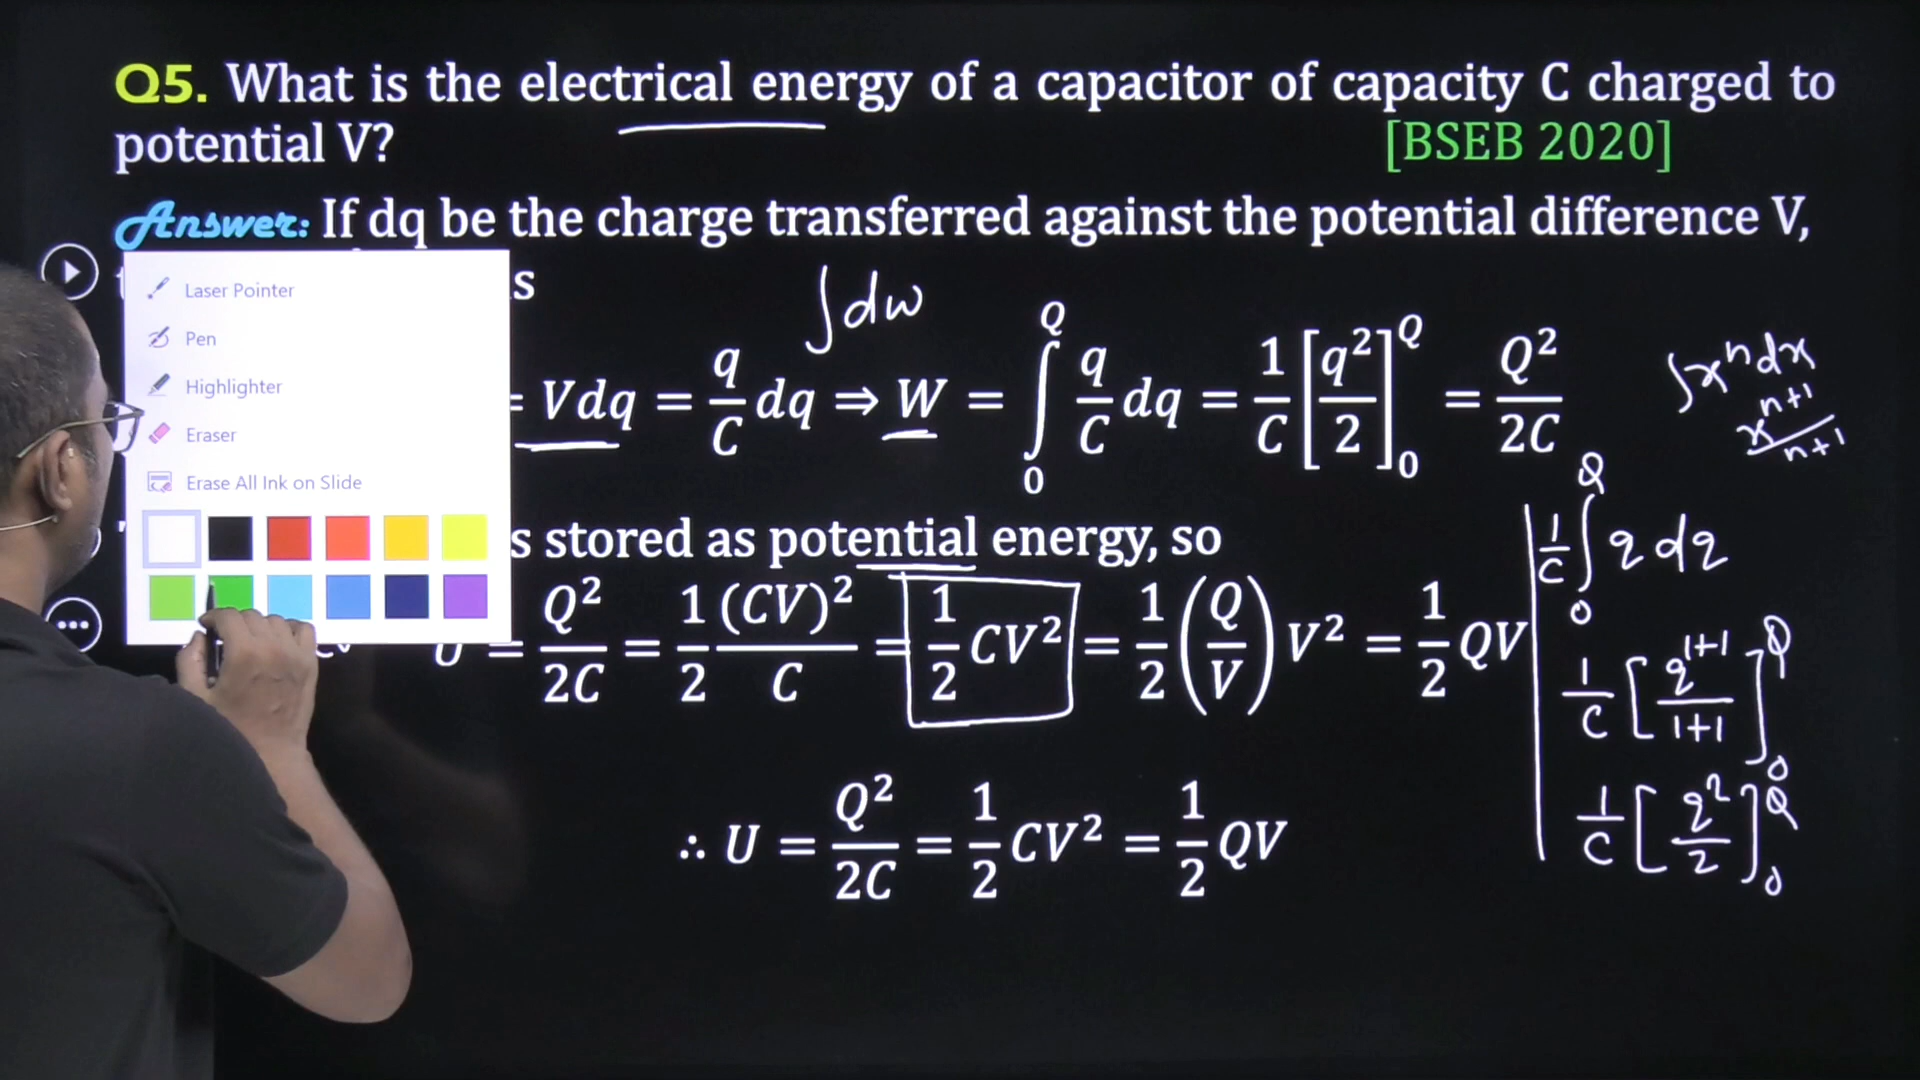 Q5. What is the electrical energy of a capacitor of capacity C charged to
potential V?
[BSEB 2020]
Answer: If dq be the charge transferred against the potential difference V,
s
∫dw
Laser Pointer
Pen
Highlighter
Eraser
Erase All Ink on Slide
= Vdq = q/C dq ⇒ W = ∫₀^Q q/C dq = 1/C [q²/2]₀^Q = Q²/2C
∫xⁿdx
xⁿ⁺¹/n+1
s stored as potential energy, so
U = Q²/2C = 1/2 (CV)²/C = 1/2 CV² = 1/2 (Q/V) V² = 1/2 QV
1/C ∫₀^Q q dq
1/C [q¹⁺¹/1+1]₀^Q
1/C [q²/2]₀^Q
∴ U = Q²/2C = 1/2 CV² = 1/2 QV